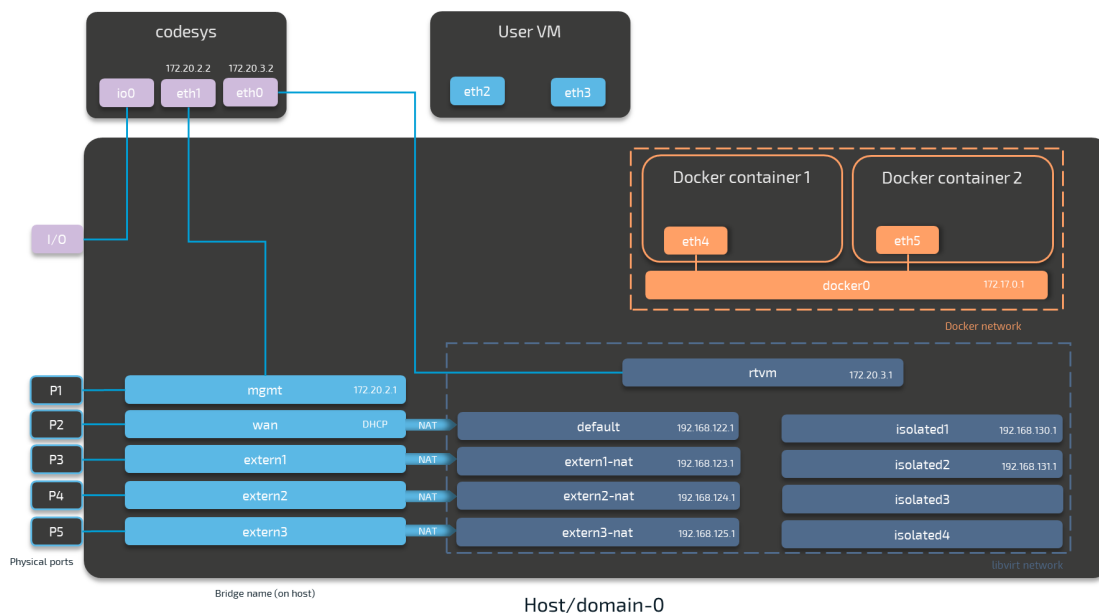 codesys
172.20.2.2
172.20.3.2
io0
eth1
eth0
User VM
eth2
eth3
Docker container 1
Docker container 2
eth4
eth5
docker0
172.17.0.1
Docker network
I/O
rtvm
172.20.3.1
P1
mgmt
172.20.2.1
P2
wan
DHCP
NAT
default
192.168.122.1
isolated1
192.168.130.1
P3
extern1
NAT
extern1-nat
192.168.123.1
isolated2
192.168.131.1
P4
extern2
NAT
extern2-nat
192.168.124.1
isolated3
P5
extern3
NAT
extern3-nat
192.168.125.1
isolated4
Physical ports
libvirt network
Bridge name (on host)
Host/domain-0